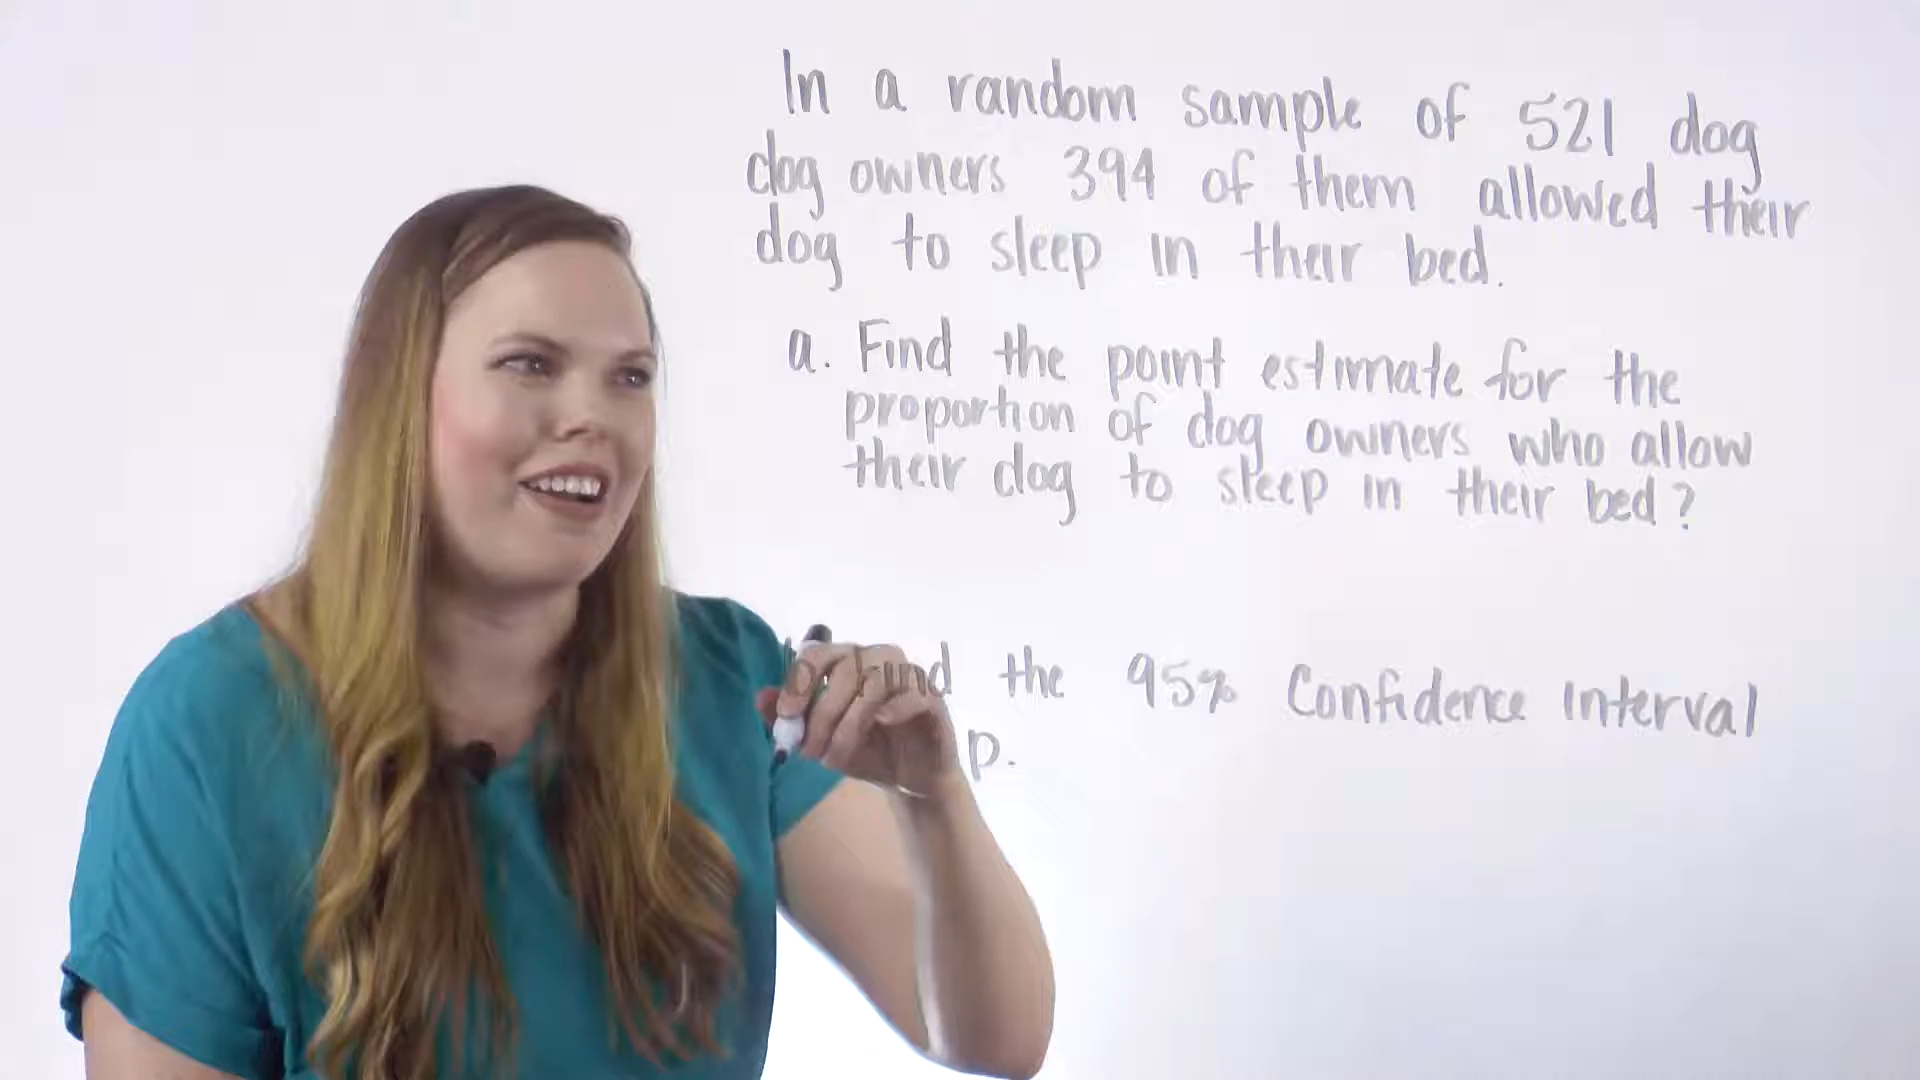 In a random sample of 521 dog
dog owners 394 of them allowed their
dog to sleep in their bed.
a. Find the point estimate for the
proportion of dog owners who allow
their dog to sleep in their bed?
b. Find the 95% Confidence Interval
p.